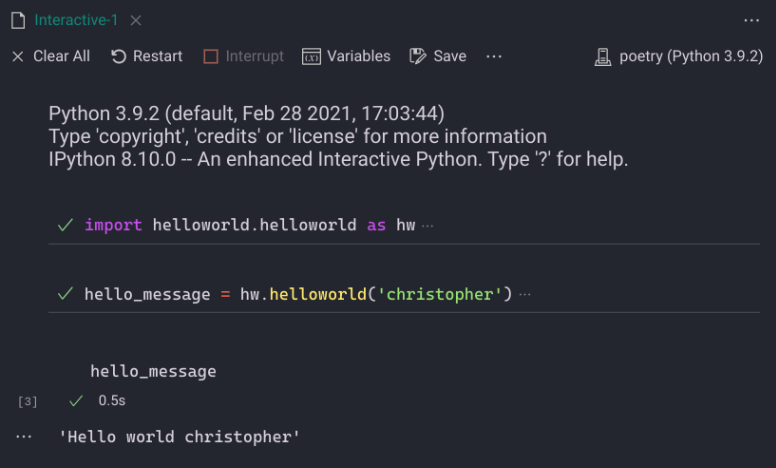 Interactive-1
Clear All Restart Interrupt Variables Save ... poetry (Python 3.9.2)
Python 3.9.2 (default, Feb 28 2021, 17:03:44)
Type 'copyright', 'credits' or 'license' for more information
IPython 8.10.0 -- An enhanced Interactive Python. Type '?' for help.
import helloworld.helloworld as hw ...
hello_message = hw.helloworld('christopher') ...
hello_message
[3] 0.5s
... 'Hello world christopher'